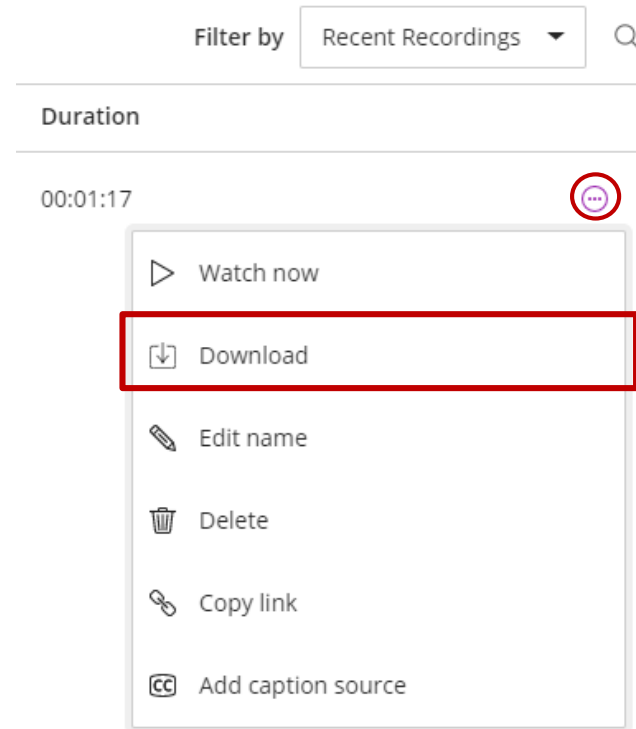 Filter by Recent Recordings
Duration
00:01:17
Watch now
Download
Edit name
Delete
Copy link
CC Add caption source